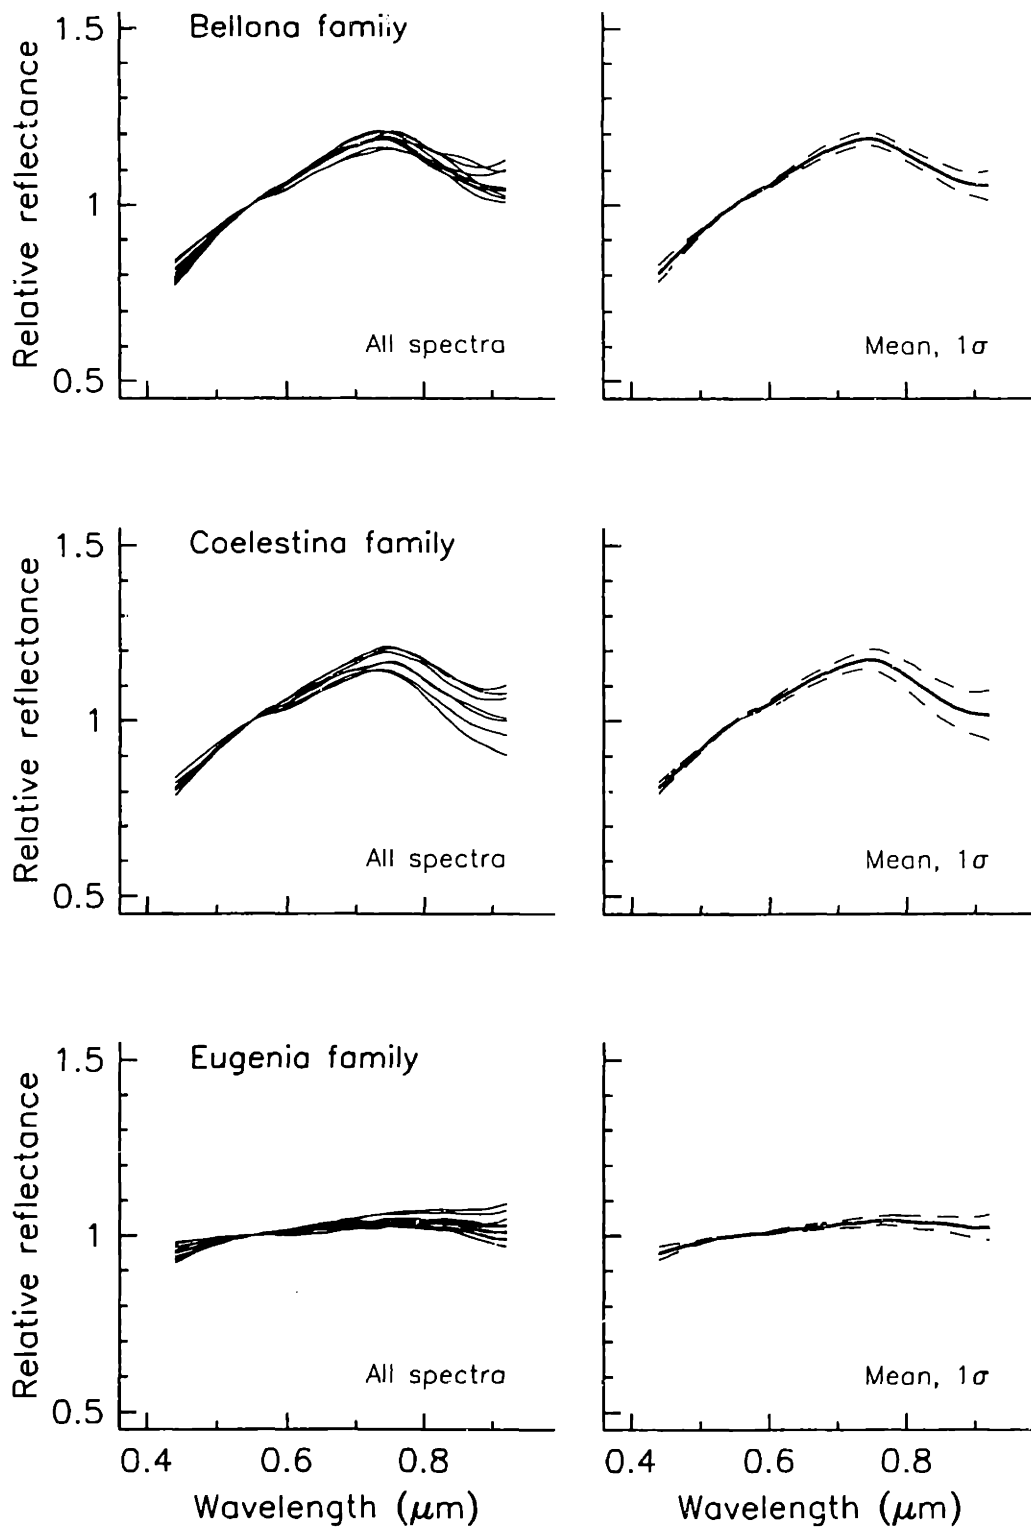 Bellona family
Relative reflectance
1.5
1
0.5
All spectra
Mean, 1σ
Coelestina family
Relative reflectance
1.5
1
0.5
All spectra
Mean, 1σ
Eugenia family
Relative reflectance
1.5
1
0.5
All spectra
Mean, 1σ
0.4 0.6 0.8
0.4 0.6 0.8
Wavelength (μm)
Wavelength (μm)